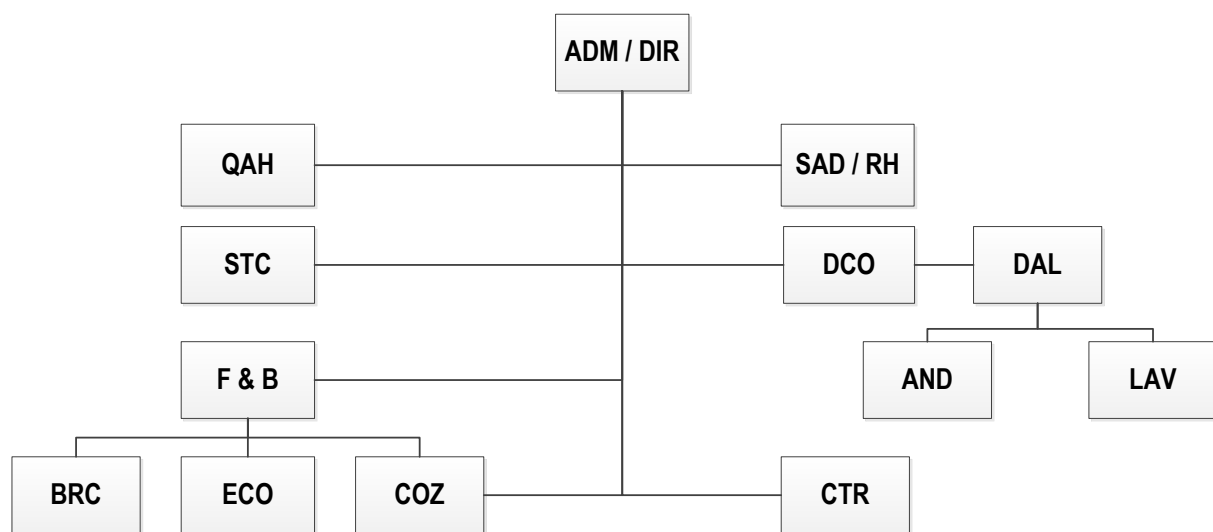 ADM / DIR
QAH
SAD / RH
STC
DCO
DAL
F & B
AND
LAV
BRC
ECO
COZ
CTR